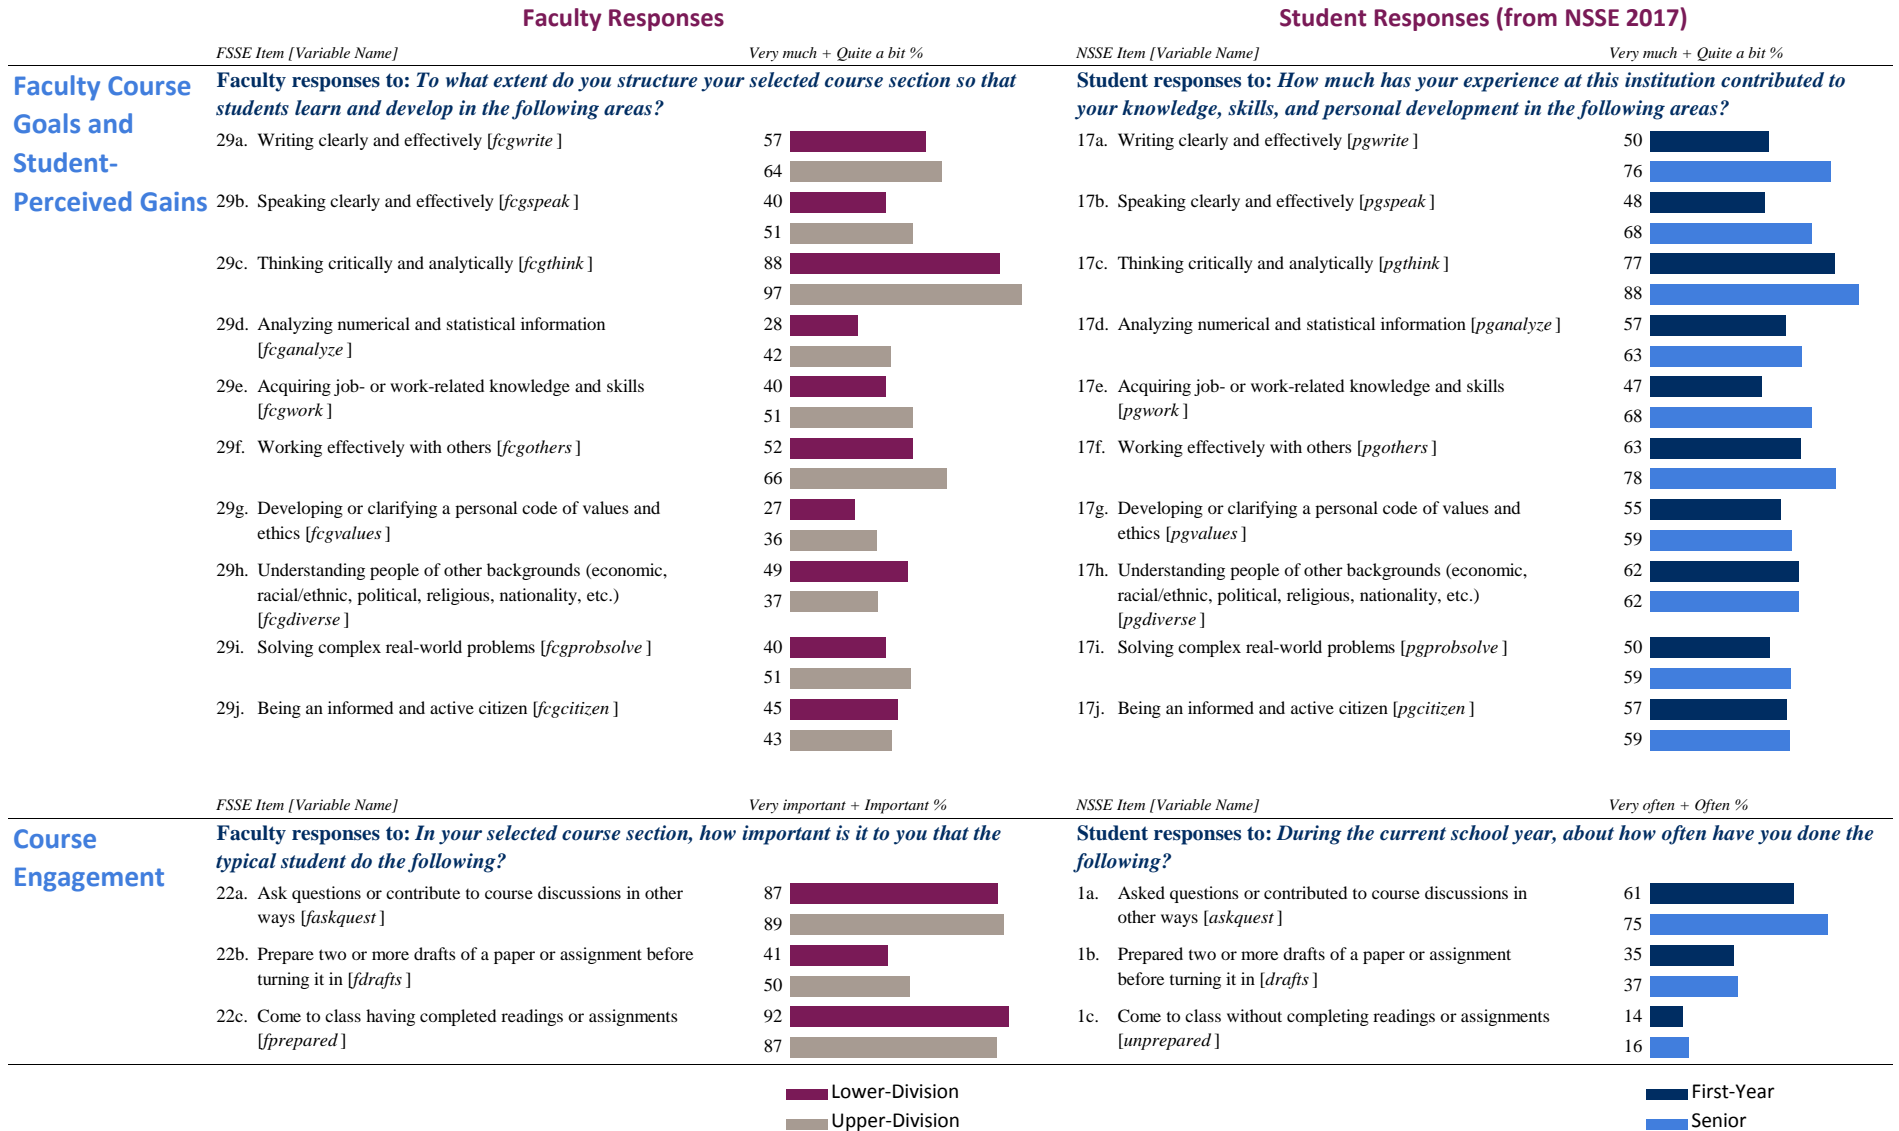 Faculty Responses
Student Responses (from NSSE 2017)
FSSE Item [Variable Name]
Very much + Quite a bit %
NSSE Item [Variable Name]
Very much + Quite a bit %
Faculty Course
Goals and
Student-
Perceived Gains
Faculty responses to: To what extent do you structure your selected course section so that
students learn and develop in the following areas?
Student responses to: How much has your experience at this institution contributed to
your knowledge, skills, and personal development in the following areas?
29a. Writing clearly and effectively [fcgwrite ]
57
64
17a. Writing clearly and effectively [pgwrite ]
50
76
29b. Speaking clearly and effectively [fcgspeak ]
40
51
17b. Speaking clearly and effectively [pgspeak ]
48
68
29c. Thinking critically and analytically [fcgthink ]
88
97
17c. Thinking critically and analytically [pgthink ]
77
88
29d. Analyzing numerical and statistical information
[fcganalyze ]
28
42
17d. Analyzing numerical and statistical information [pganalyze ]
57
63
29e. Acquiring job- or work-related knowledge and skills
[fcgwork ]
40
51
17e. Acquiring job- or work-related knowledge and skills
[pgwork ]
47
68
29f. Working effectively with others [fcgothers ]
52
66
17f. Working effectively with others [pgothers ]
63
78
29g. Developing or clarifying a personal code of values and
ethics [fcgvalues ]
27
36
17g. Developing or clarifying a personal code of values and
ethics [pgvalues ]
55
59
29h. Understanding people of other backgrounds (economic,
racial/ethnic, political, religious, nationality, etc.)
[fcgdiverse ]
49
37
17h. Understanding people of other backgrounds (economic,
racial/ethnic, political, religious, nationality, etc.)
[pgdiverse ]
62
62
29i. Solving complex real-world problems [fcgprobsolve ]
40
51
17i. Solving complex real-world problems [pgprobsolve ]
50
59
29j. Being an informed and active citizen [fcgcitizen ]
45
43
17j. Being an informed and active citizen [pgcitizen ]
57
59
FSSE Item [Variable Name]
Very important + Important %
NSSE Item [Variable Name]
Very often + Often %
Course
Engagement
Faculty responses to: In your selected course section, how important is it to you that the
typical student do the following?
Student responses to: During the current school year, about how often have you done the
following?
22a. Ask questions or contribute to course discussions in other
ways [faskquest ]
87
89
1a. Asked questions or contributed to course discussions in
other ways [askquest ]
61
75
22b. Prepare two or more drafts of a paper or assignment before
turning it in [fdrafts ]
41
50
1b. Prepared two or more drafts of a paper or assignment
before turning it in [drafts ]
35
37
22c. Come to class having completed readings or assignments
[fprepared ]
92
87
1c. Come to class without completing readings or assignments
[unprepared ]
14
16
Lower-Division
Upper-Division
First-Year
Senior